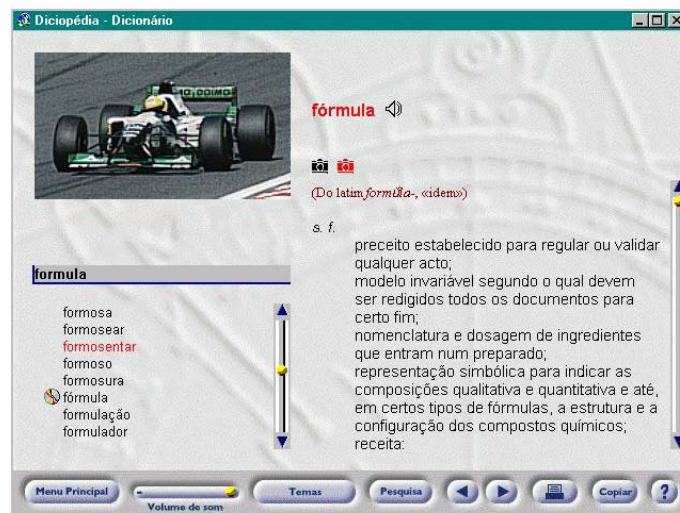 Diciopédia - Dicionário
fórmula
(Do latim formŭla-, «idem»)
s. f.
preceito estabelecido para regular ou validar
qualquer acto;
modelo invariável segundo o qual devem
ser redigidos todos os documentos para
certo fim;
nomenclatura e dosagem de ingredientes
que entram num preparado;
representação simbólica para indicar as
composições qualitativa e quantitativa e até,
em certos tipos de fórmulas, a estrutura e a
configuração dos compostos químicos;
receita:
formula
formosa
formosear
formosentar
formoso
formosura
fórmula
formulação
formulador
Menu Principal
Volume de som
Temas
Pesquisa
Copiar
?